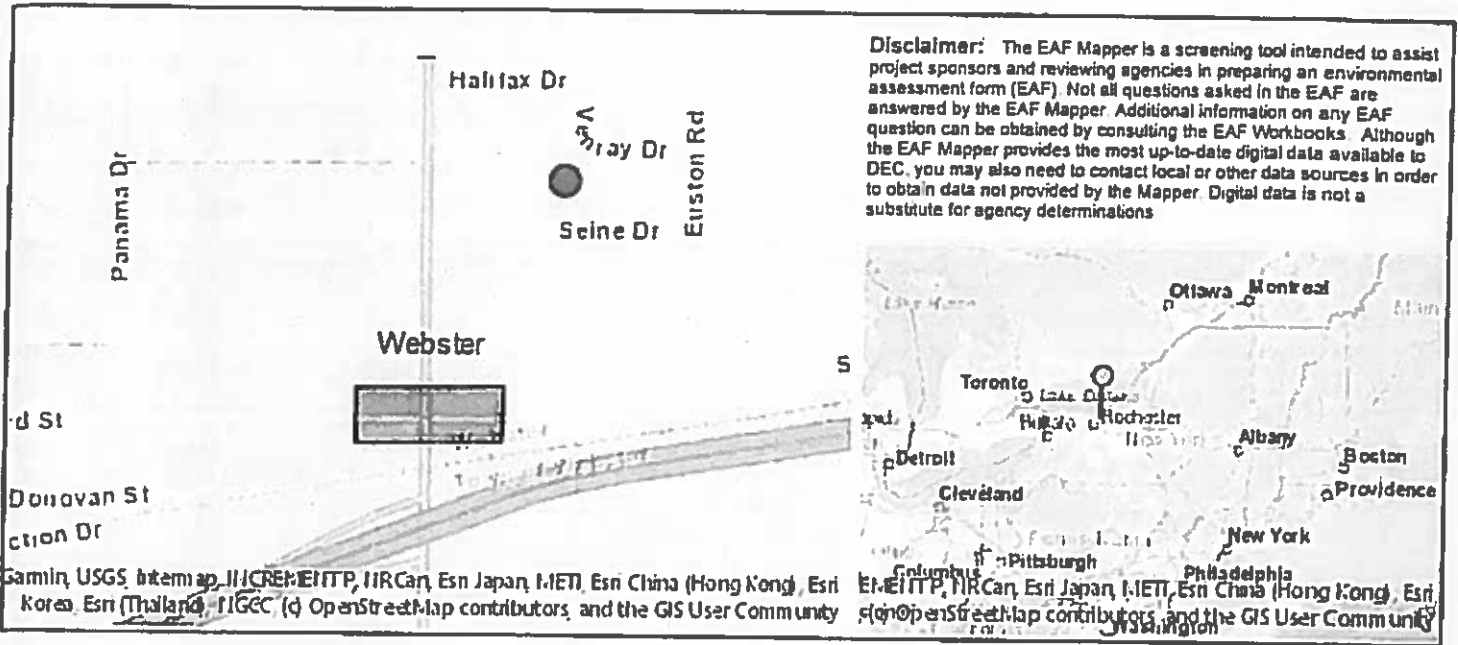 Halifax Dr
Panama Dr
ray Dr
Euston Rd
Seine Dr
Webster
S
d St
Donovan St
ction Dr
Garmin, USGS, Intermap, INCREMENT P, NRCan, Esri Japan, METI, Esri China (Hong Kong), Esri
Korea, Esri (Thailand), NGCC, (c) OpenStreetMap contributors, and the GIS User Community
Disclaimer: The EAF Mapper is a screening tool intended to assist
project sponsors and reviewing agencies in preparing an environmental
assessment form (EAF). Not all questions asked in the EAF are
answered by the EAF Mapper. Additional information on any EAF
question can be obtained by consulting the EAF Workbooks. Although
the EAF Mapper provides the most up-to-date digital data available to
DEC, you may also need to contact local or other data sources in order
to obtain data not provided by the Mapper. Digital data is not a
substitute for agency determinations
Ottawa
Montreal
Toronto
Rochester
Buffalo
Albany
Detroit
Boston
Providence
Cleveland
New York
Pittsburgh
Columbus
Philadelphia
EMENT P, NRCan, Esri Japan, METI, Esri China (Hong Kong), Esri
OpenStreetMap contributors, and the GIS User Community
Washington